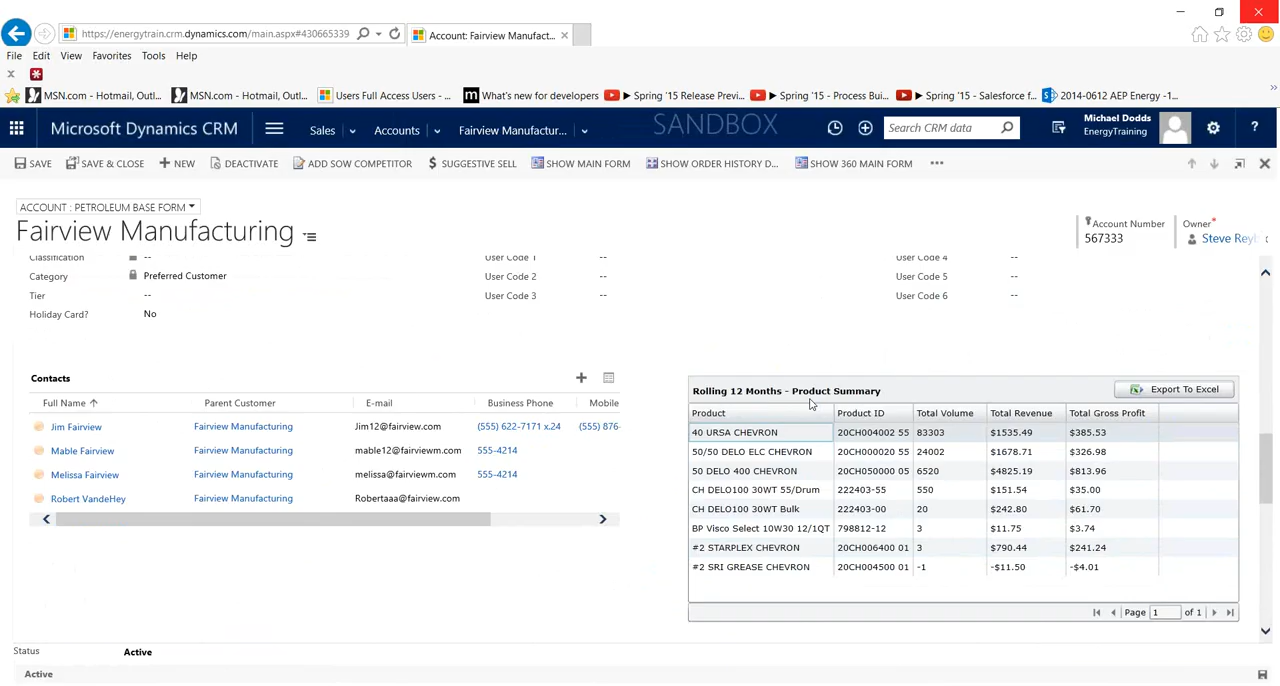 https://energytrain.crm.dynamics.com/main.aspx#430665339
Account: Fairview Manufact...
File Edit View Favorites Tools Help
x
MSN.com - Hotmail, Outl... MSN.com - Hotmail, Outl... Users Full Access Users - ... m What's new for developers ▶ Spring '15 Release Previ... ▶ Spring '15 - Process Bui... ▶ Spring '15 - Salesforce f... 2014-0612 AEP Energy -1... »
Microsoft Dynamics CRM Sales Accounts Fairview Manufactur... SANDBOX Search CRM data Michael Dodds ?
EnergyTraining
SAVE SAVE & CLOSE + NEW DEACTIVATE ADD SOW COMPETITOR $ SUGGESTIVE SELL SHOW MAIN FORM SHOW ORDER HISTORY D... SHOW 360 MAIN FORM •••
ACCOUNT : PETROLEUM BASE FORM
Fairview Manufacturing
Account Number Owner*
567333 Steve Rey
Classification -- User Code 1 -- User Code 4 --
Category Preferred Customer User Code 2 -- User Code 5 --
Tier -- User Code 3 -- User Code 6 --
Holiday Card? No
Contacts +
Full Name ↑ Parent Customer E-mail Business Phone Mobile
Jim Fairview Fairview Manufacturing Jim12@fairview.com (555) 622-7171 x.24 (555) 876-
Mable Fairview Fairview Manufacturing mable12@fairviewm.com 555-4214
Melissa Fairview Fairview Manufacturing melissa@fairviewm.com 555-4214
Robert VandeHey Fairview Manufacturing Robertaaa@fairview.com
Rolling 12 Months - Product Summary Export To Excel
Product Product ID Total Volume Total Revenue Total Gross Profit
40 URSA CHEVRON 20CH004002 55 83303 $1535.49 $385.53
50/50 DELO ELC CHEVRON 20CH000020 55 24002 $1678.71 $326.98
50 DELO 400 CHEVRON 20CH050000 05 6520 $4825.19 $813.96
CH DELO100 30WT 55/Drum 222403-55 550 $151.54 $35.00
CH DELO100 30WT Bulk 222403-00 20 $242.80 $61.70
BP Visco Select 10W30 12/1QT 798812-12 3 $11.75 $3.74
#2 STARPLEX CHEVRON 20CH006400 01 3 $790.44 $241.24
#2 SRI GREASE CHEVRON 20CH004500 01 -1 -$11.50 -$4.01
Page 1 of 1
Status Active
Active